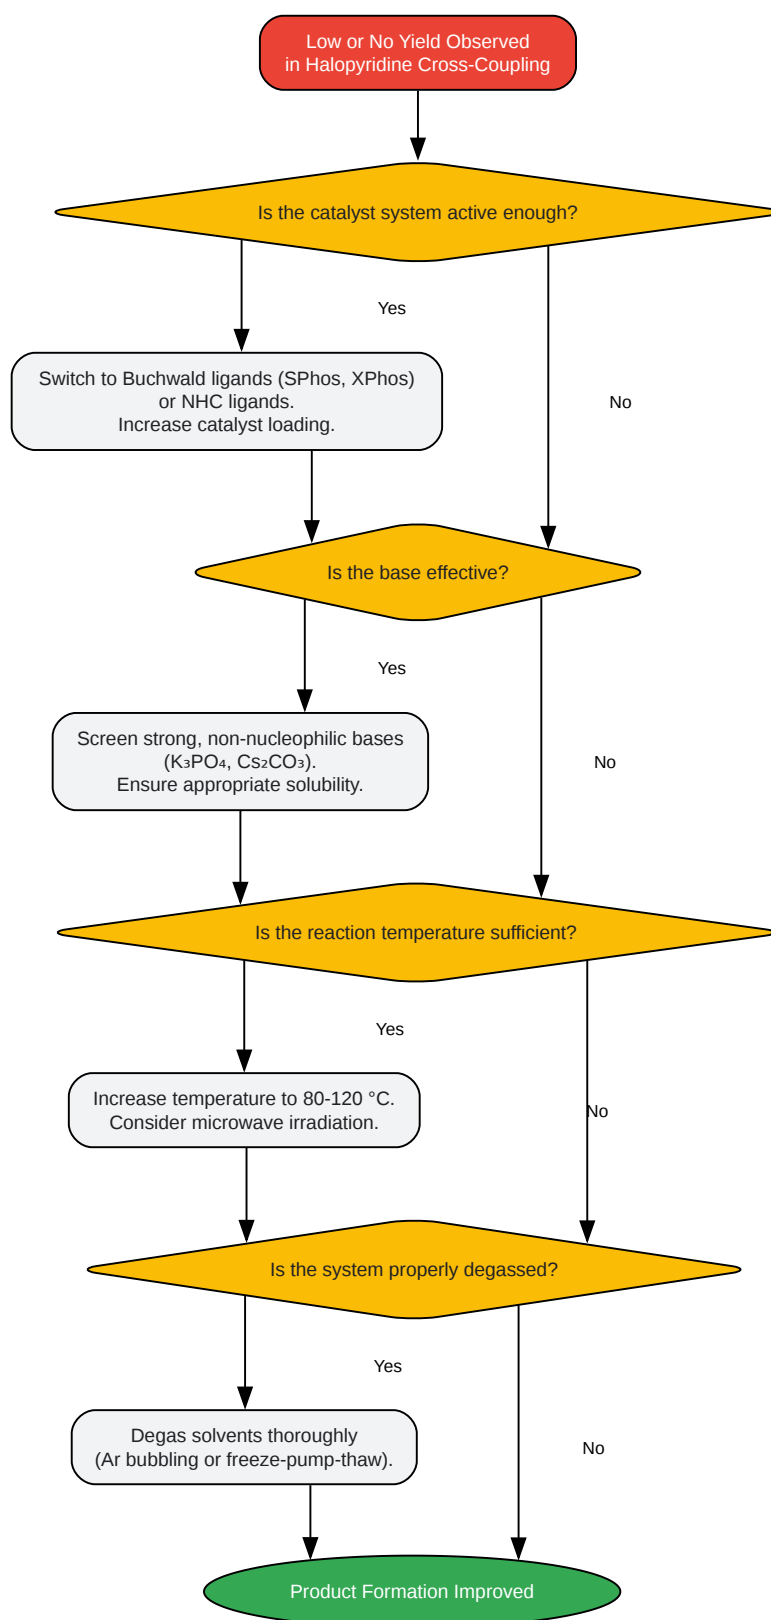 Low or No Yield Observed
in Halopyridine Cross-Coupling
Is the catalyst system active enough?
Yes
Switch to Buchwald ligands (SPhos, XPhos)
or NHC ligands.
Increase catalyst loading.
No
Is the base effective?
Yes
Screen strong, non-nucleophilic bases
(K₃PO₄, Cs₂CO₃).
Ensure appropriate solubility.
No
Is the reaction temperature sufficient?
Yes
Increase temperature to 80-120 °C.
Consider microwave irradiation.
No
Is the system properly degassed?
Yes
Degas solvents thoroughly
(Ar bubbling or freeze-pump-thaw).
No
Product Formation Improved